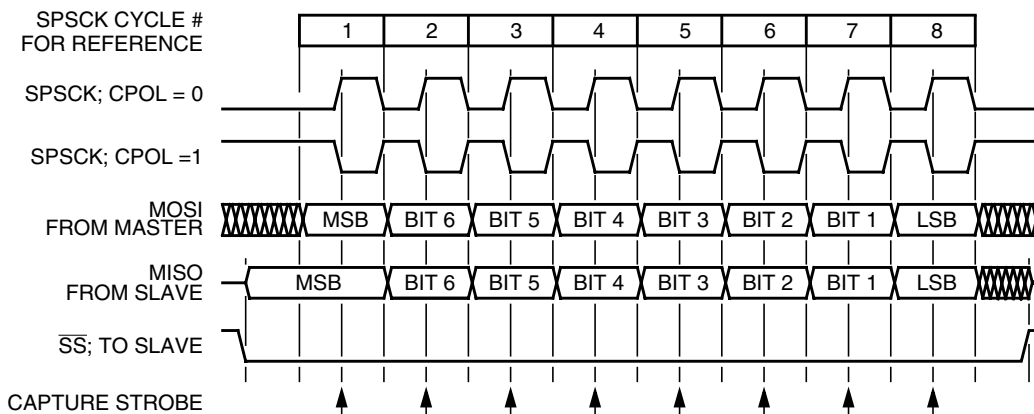 SPSCK CYCLE #
FOR REFERENCE
1 2 3 4 5 6 7 8
SPSCK; CPOL = 0
SPSCK; CPOL =1
MOSI
FROM MASTER
MSB BIT 6 BIT 5 BIT 4 BIT 3 BIT 2 BIT 1 LSB
MISO
FROM SLAVE
MSB BIT 6 BIT 5 BIT 4 BIT 3 BIT 2 BIT 1 LSB
SS; TO SLAVE
CAPTURE STROBE